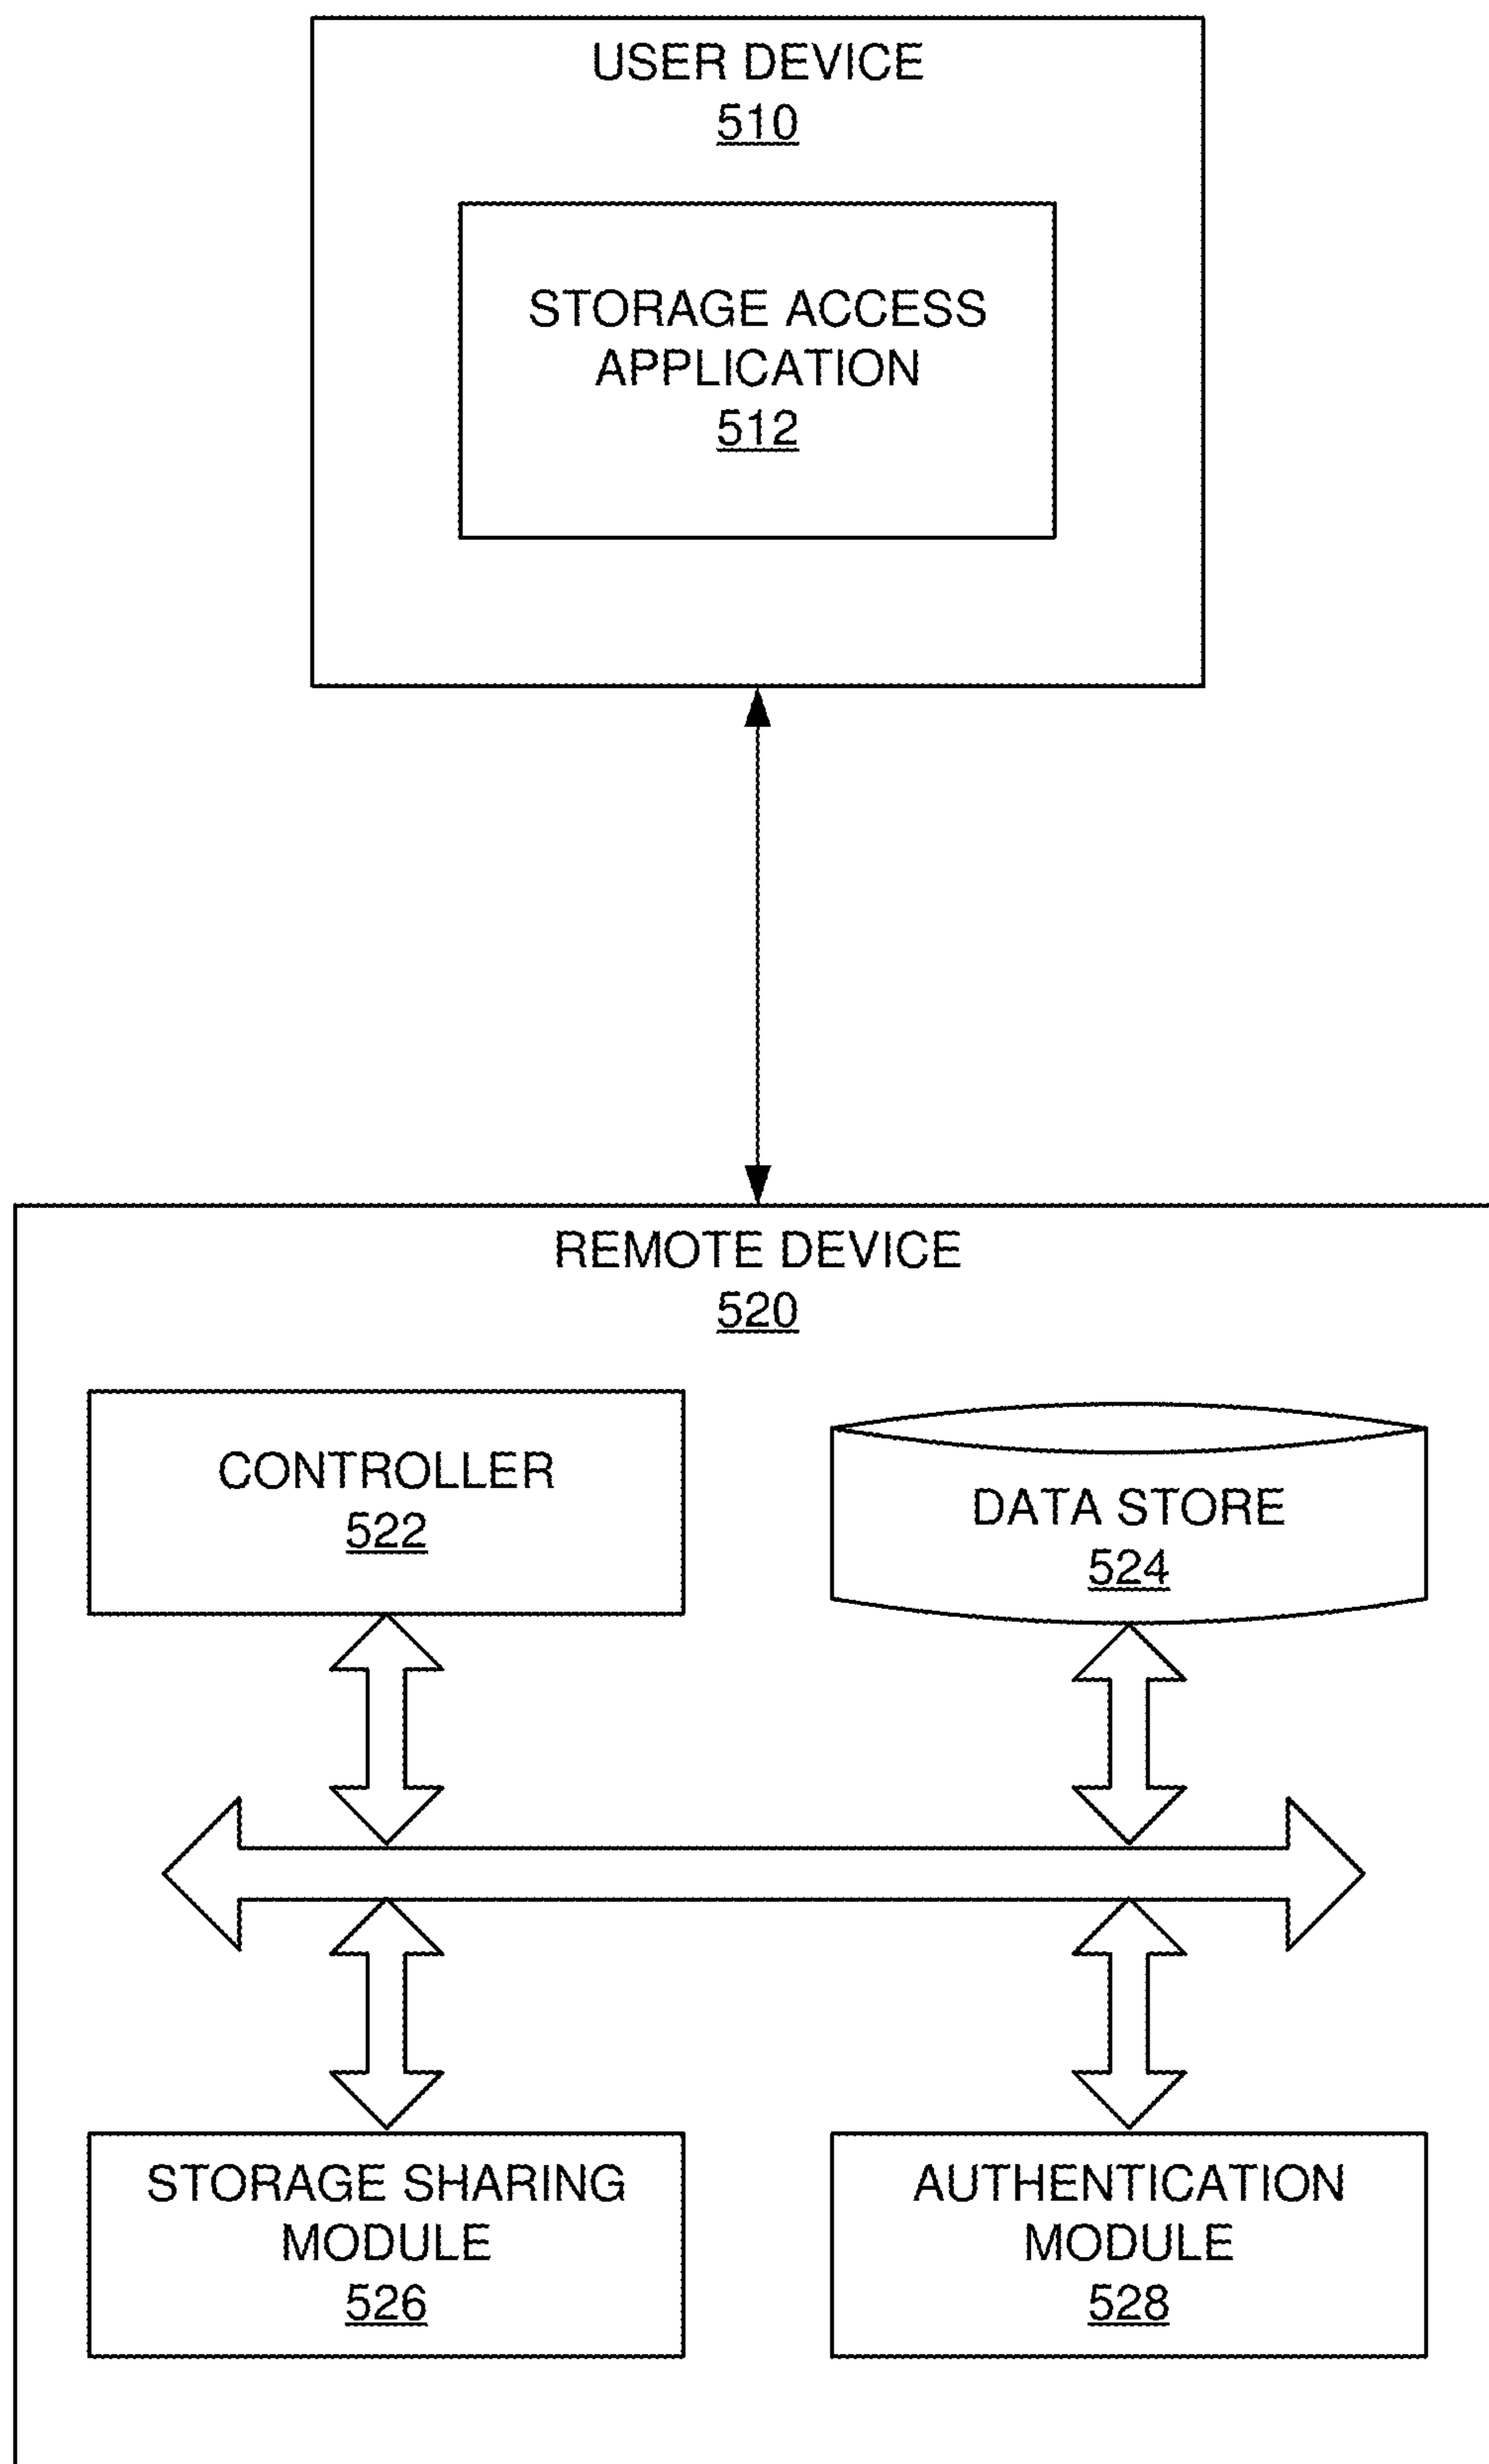 USER DEVICE
510
STORAGE ACCESS
APPLICATION
512
REMOTE DEVICE
520
CONTROLLER
522
DATA STORE
524
STORAGE SHARING
MODULE
526
AUTHENTICATION
MODULE
528